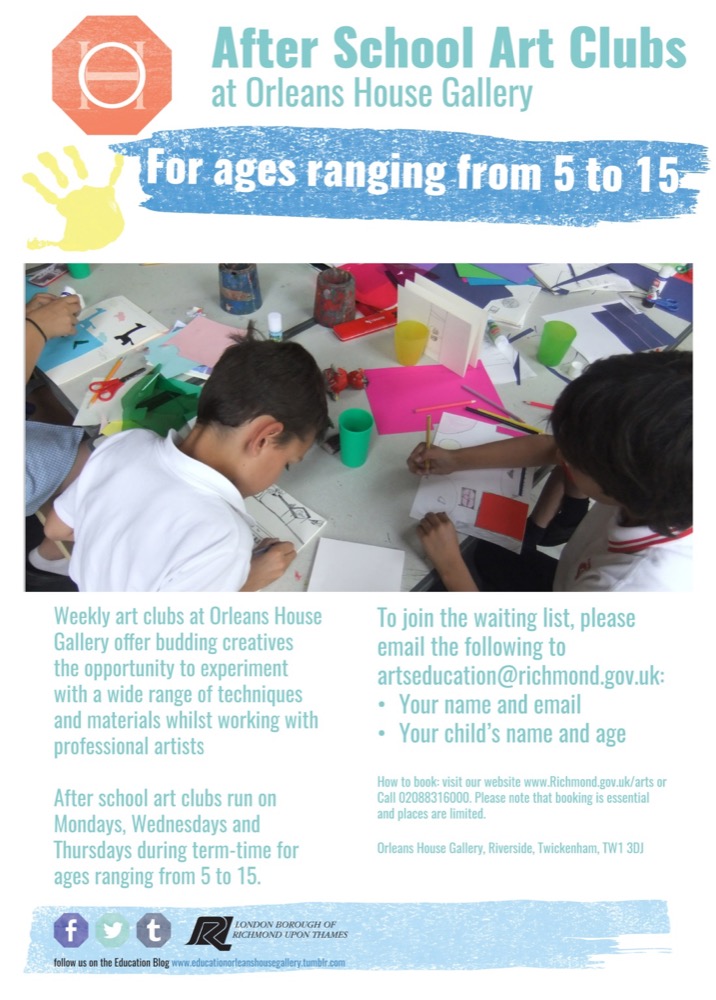 After School Art Clubs
at Orleans House Gallery
For ages ranging from 5 to 15
Weekly art clubs at Orleans House
Gallery offer budding creatives
the opportunity to experiment
with a wide range of techniques
and materials whilst working with
professional artists
After school art clubs run on
Mondays, Wednesdays and
Thursdays during term-time for
ages ranging from 5 to 15.
To join the waiting list, please
email the following to
artseducation@richmond.gov.uk:
• Your name and email
• Your child's name and age
How to book: visit our website www.Richmond.gov.uk/arts or
Call 02088316000. Please note that booking is essential
and places are limited.
Orleans House Gallery, Riverside, Twickenham, TW1 3DJ
LONDON BOROUGH OF
RICHMOND UPON THAMES
follow us on the Education Blog www.educationorleanshousegallery.tumblr.com